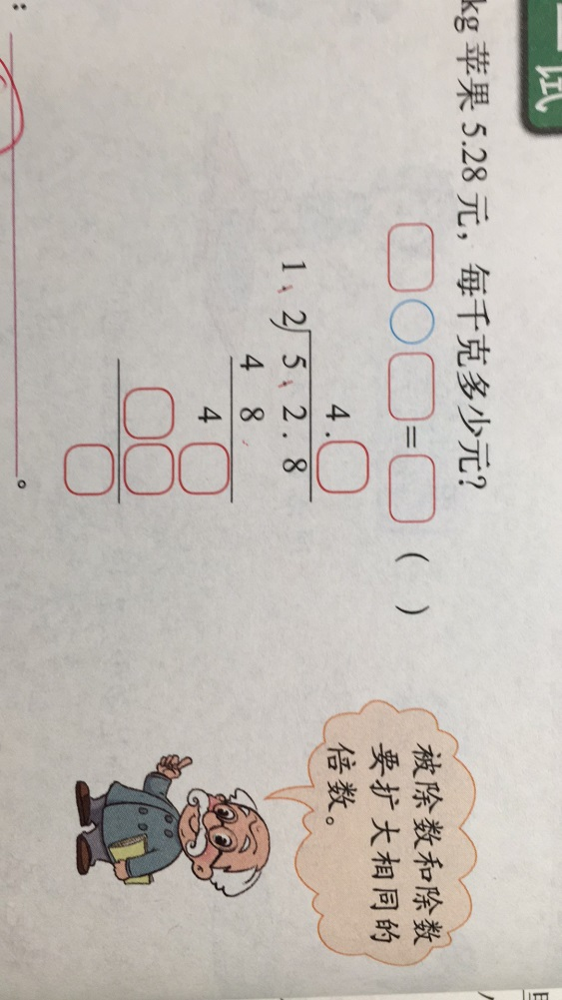 试
kg 苹果 5.28 元，每千克多少元？
= ( )
4.
1.2 5.2.8
4 8
4
被除数和除数
要扩大相同的
倍数。
：
。